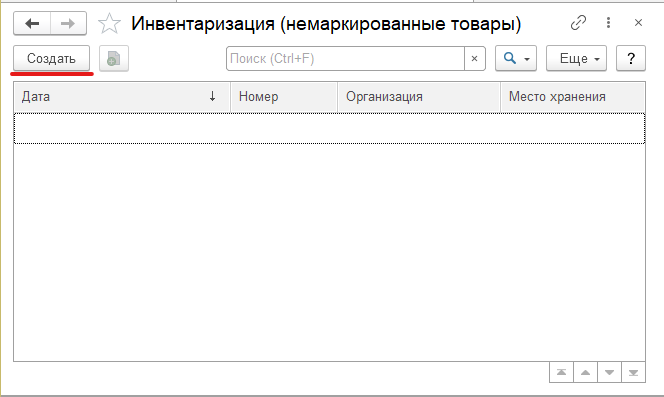 Инвентаризация (немаркированные товары)
Создать
Поиск (Ctrl+F)
Еще
?
Дата
Номер
Организация
Место хранения